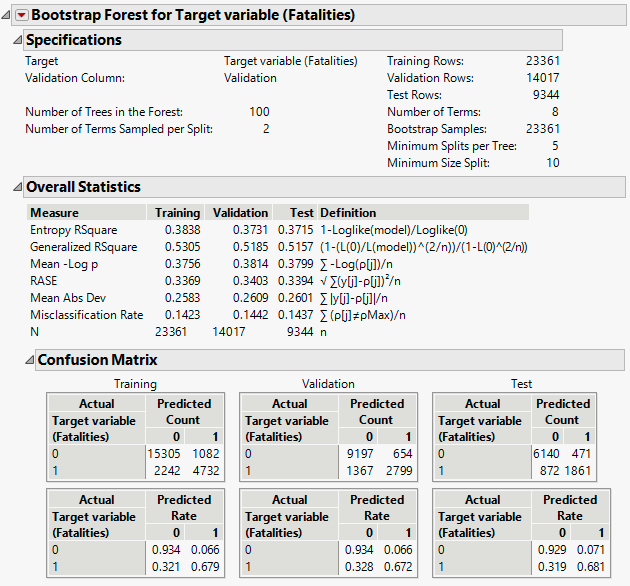 Bootstrap Forest for Target variable (Fatalities)
Specifications
Target Target variable (Fatalities) Training Rows: 23361
Validation Column: Validation Validation Rows: 14017
Test Rows: 9344
Number of Trees in the Forest: 100 Number of Terms: 8
Number of Terms Sampled per Split: 2 Bootstrap Samples: 23361
Minimum Splits per Tree: 5
Minimum Size Split: 10
Overall Statistics
Measure Training Validation Test Definition
Entropy RSquare 0.3838 0.3731 0.3715 1-Loglike(model)/Loglike(0)
Generalized RSquare 0.5305 0.5185 0.5157 (1-(L(0)/L(model))^(2/n))/(1-L(0)^(2/n))
Mean -Log p 0.3756 0.3814 0.3799 ∑ -Log(ρ[j])/n
RASE 0.3369 0.3403 0.3394 √ ∑(y[j]-ρ[j])²/n
Mean Abs Dev 0.2583 0.2609 0.2601 ∑ |y[j]-ρ[j]|/n
Misclassification Rate 0.1423 0.1442 0.1437 ∑ (ρ[j]≠ρMax)/n
N 23361 14017 9344 n
Confusion Matrix
Training Validation Test
Actual Predicted Actual Predicted Actual Predicted
Target variable Count Target variable Count Target variable Count
(Fatalities) 0 1 (Fatalities) 0 1 (Fatalities) 0 1
0 15305 1082 0 9197 654 0 6140 471
1 2242 4732 1 1367 2799 1 872 1861
Actual Predicted Actual Predicted Actual Predicted
Target variable Rate Target variable Rate Target variable Rate
(Fatalities) 0 1 (Fatalities) 0 1 (Fatalities) 0 1
0 0.934 0.066 0 0.934 0.066 0 0.929 0.071
1 0.321 0.679 1 0.328 0.672 1 0.319 0.681